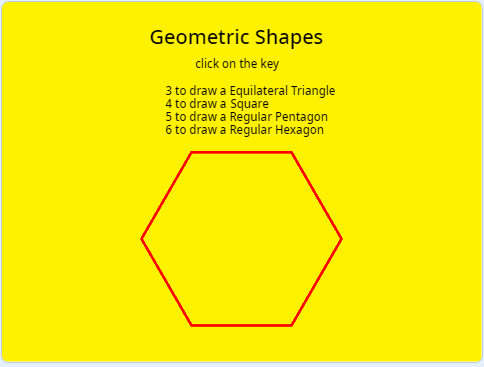 Geometric Shapes
click on the key
3 to draw a Equilateral Triangle
4 to draw a Square
5 to draw a Regular Pentagon
6 to draw a Regular Hexagon